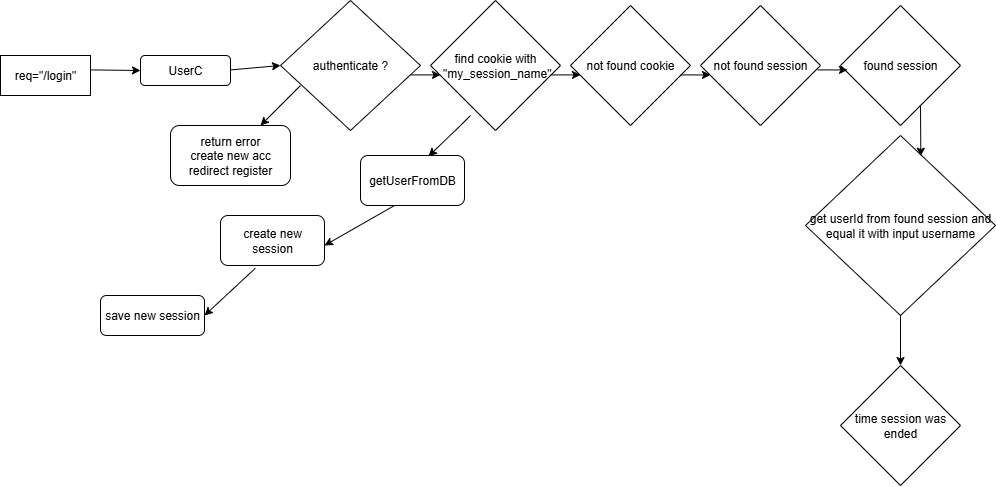 req="/login"
UserC
authenticate ?
find cookie with
"my_session_name"
not found cookie
not found session
found session
return error
create new acc
redirect register
getUserFromDB
create new
session
save new session
get userId from found session and
equal it with input username
time session was
ended